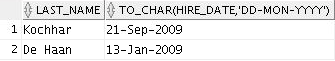 LAST_NAME TO_CHAR(HIRE_DATE,'DD-MON-YYYY')
1 Kochhar 21-Sep-2009
2 De Haan 13-Jan-2009